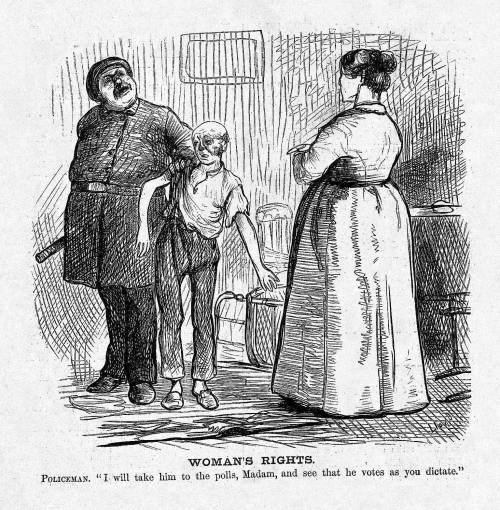 WOMAN'S RIGHTS.
POLICEMAN. "I will take him to the polls, Madam, and see that he votes as you dictate."